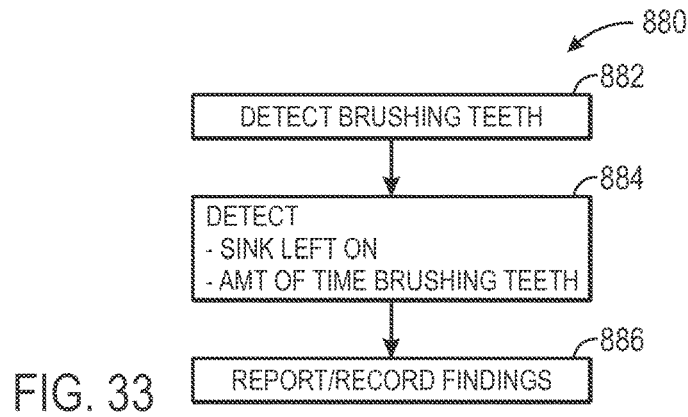 880
882
DETECT BRUSHING TEETH
884
DETECT
- SINK LEFT ON
- AMT OF TIME BRUSHING TEETH
886
REPORT/RECORD FINDINGS
FIG. 33